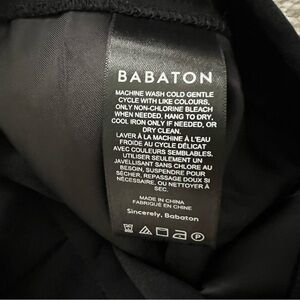 BABATON
MACHINE WASH COLD GENTLE
CYCLE WITH LIKE COLOURS,
ONLY NON-CHLORINE BLEACH
WHEN NEEDED, HANG TO DRY,
COOL IRON ONLY IF NEEDED, OR
DRY CLEAN.
LAVER À LA MACHINE À L'EAU
FROIDE AU CYCLE DÉLICAT
AVEC COULEURS SEMBLABLES.
UTILISER SEULEMENT UN
JAVELLISANT SANS CHLORE AU
BESOIN, SUSPENDRE POUR
SÉCHER, REPASSAGE DOUX SI
NÉCESSAIRE, OU NETTOYER À
SEC.
MADE IN CHINA
FABRIQUÉ EN CHINE
Sincerely, Babaton
P